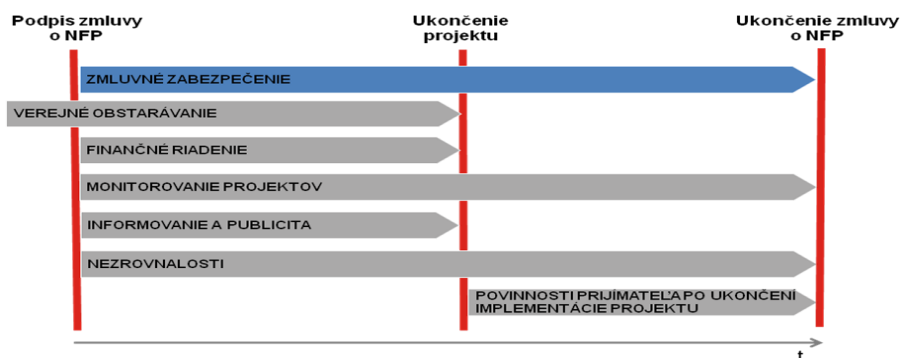 Podpis zmluvy
o NFP
Ukončenie
projektu
Ukončenie zmluvy
o NFP
ZMLUVNÉ ZABEZPEČENIE
VEREJNÉ OBSTARÁVANIE
FINANČNÉ RIADENIE
MONITOROVANIE PROJEKTOV
INFORMOVANIE A PUBLICITA
NEZROVNALOSTI
POVINNOSTI PRIJÍMATEĽA PO UKONČENÍ
IMPLEMENTÁCIE PROJEKTU
t